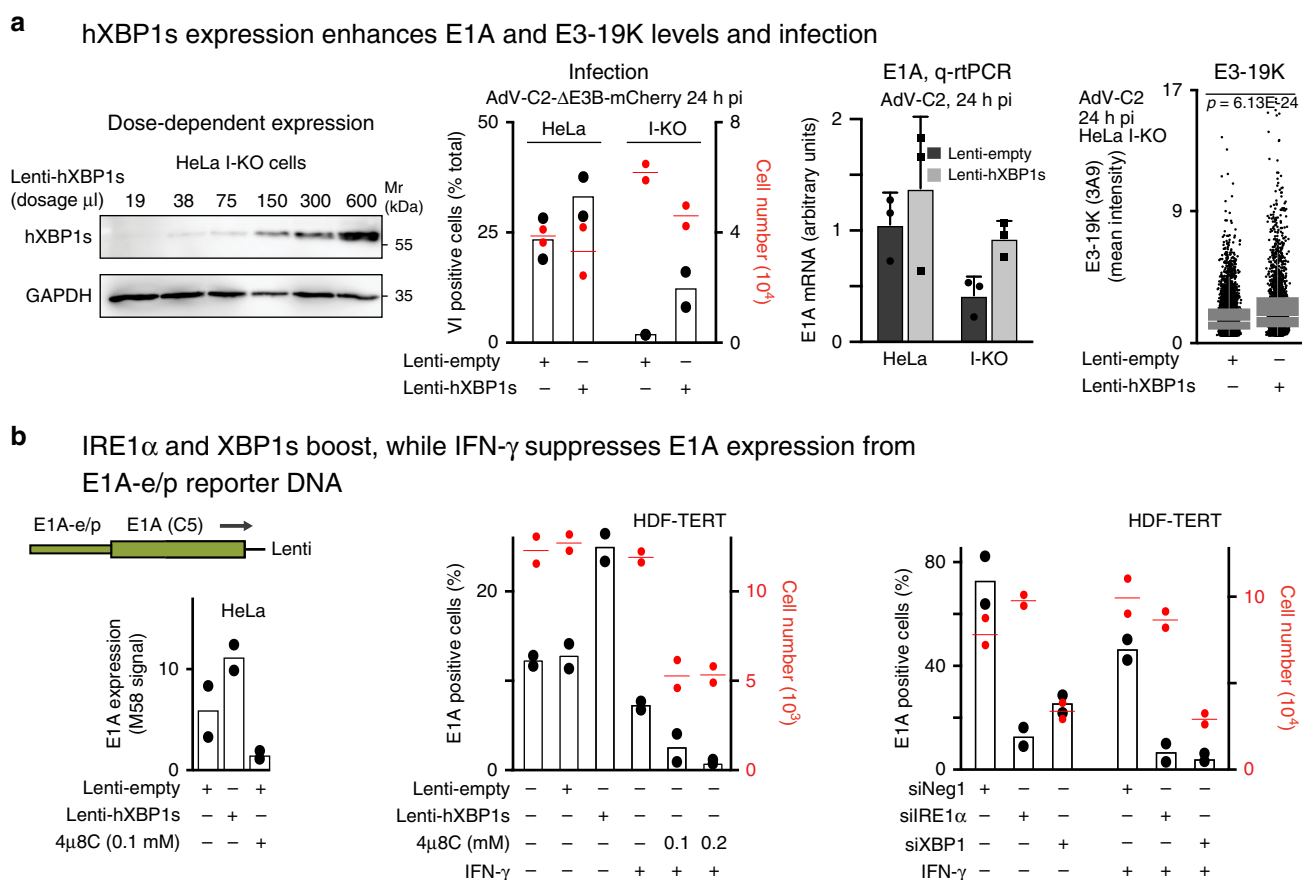 a
hXBP1s expression enhances E1A and E3-19K levels and infection
Dose-dependent expression
HeLa I-KO cells
Lenti-hXBP1s
(dosage µl)
19 38 75 150 300 600
Mr
(kDa)
hXBP1s
55
GAPDH
35
Infection
AdV-C2-ΔE3B-mCherry 24 h pi
HeLa I-KO
VI positive cells (% total)
50
25
0
8
4
0
Cell number (10⁴)
Lenti-empty + – + –
Lenti-hXBP1s – + – +
E1A, q-rtPCR
AdV-C2, 24 h pi
Lenti-empty
Lenti-hXBP1s
E1A mRNA (arbitrary units)
2
1
0
HeLa I-KO
E3-19K
AdV-C2
24 h pi
HeLa I-KO
p = 6.13E-24
E3-19K (3A9)
(mean intensity)
17
9
0
Lenti-empty + –
Lenti-hXBP1s – +
b
IRE1α and XBP1s boost, while IFN-γ suppresses E1A expression from
E1A-e/p reporter DNA
E1A-e/p E1A (C5)
Lenti
HeLa
E1A expression
(M58 signal)
10
0
Lenti-empty + – +
Lenti-hXBP1s – + –
4µ8C (0.1 mM) – – +
HDF-TERT
E1A positive cells (%)
20
0
10
5
0
Cell number (10³)
Lenti-empty – + – – – –
Lenti-hXBP1s – – + – – –
4µ8C (mM) – – – – 0.1 0.2
IFN-γ – – – + + +
HDF-TERT
E1A positive cells (%)
80
40
0
10
0
Cell number (10⁴)
siNeg1 + – – + – –
siIRE1α – + – – + –
siXBP1 – – + – – +
IFN-γ – – – + + +